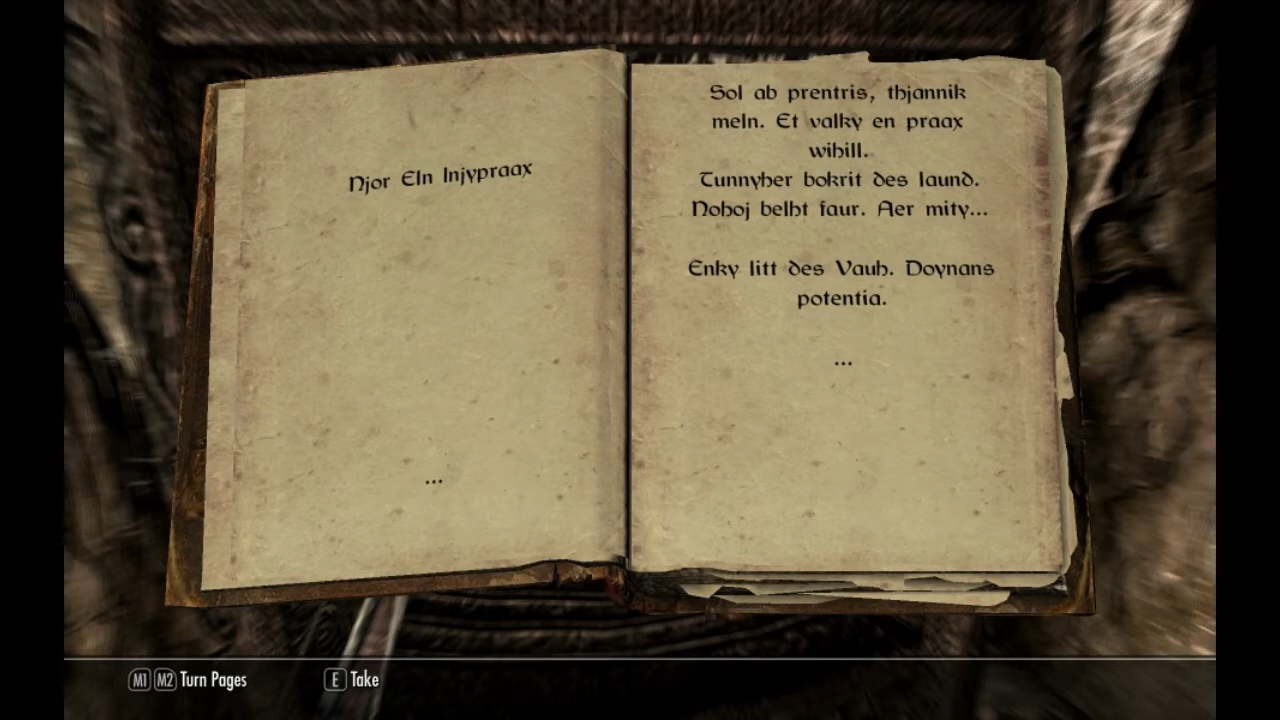 Njor Eln Injypraax
...
Sol ab prentris, thjannik
meln. Et valky en praax
wihill.
Tunnyher bokrit des laund.
Nohoj belht faur. Aer mity...
Enky litt des Vauh. Doynans
potentia.
...
M1 M2 Turn Pages
E Take